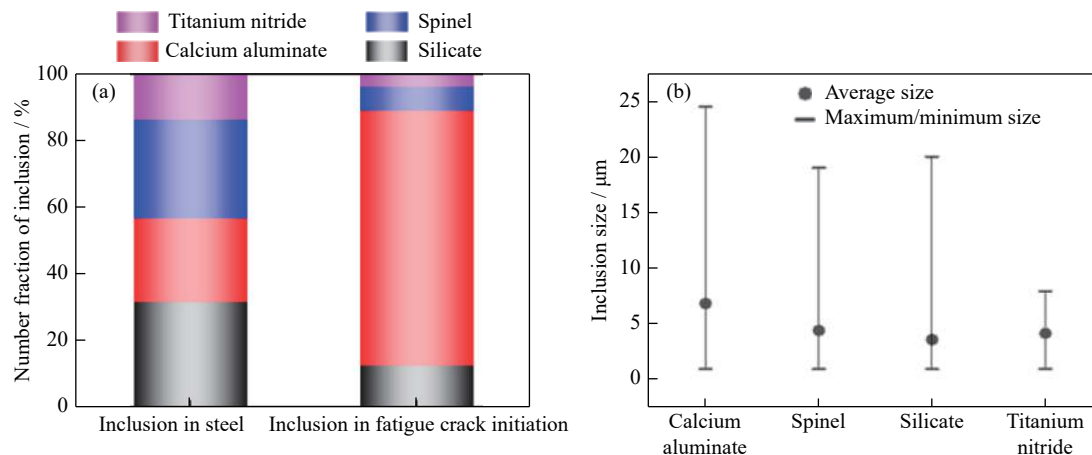 Titanium nitride
Spinel
Calcium aluminate
Silicate
(a)
Number fraction of inclusion / %
100
80
60
40
20
0
Inclusion in steel
Inclusion in fatigue crack initiation
(b)
Average size
Maximum/minimum size
Inclusion size / μm
25
20
15
10
5
0
Calcium
aluminate
Spinel
Silicate
Titanium
nitride